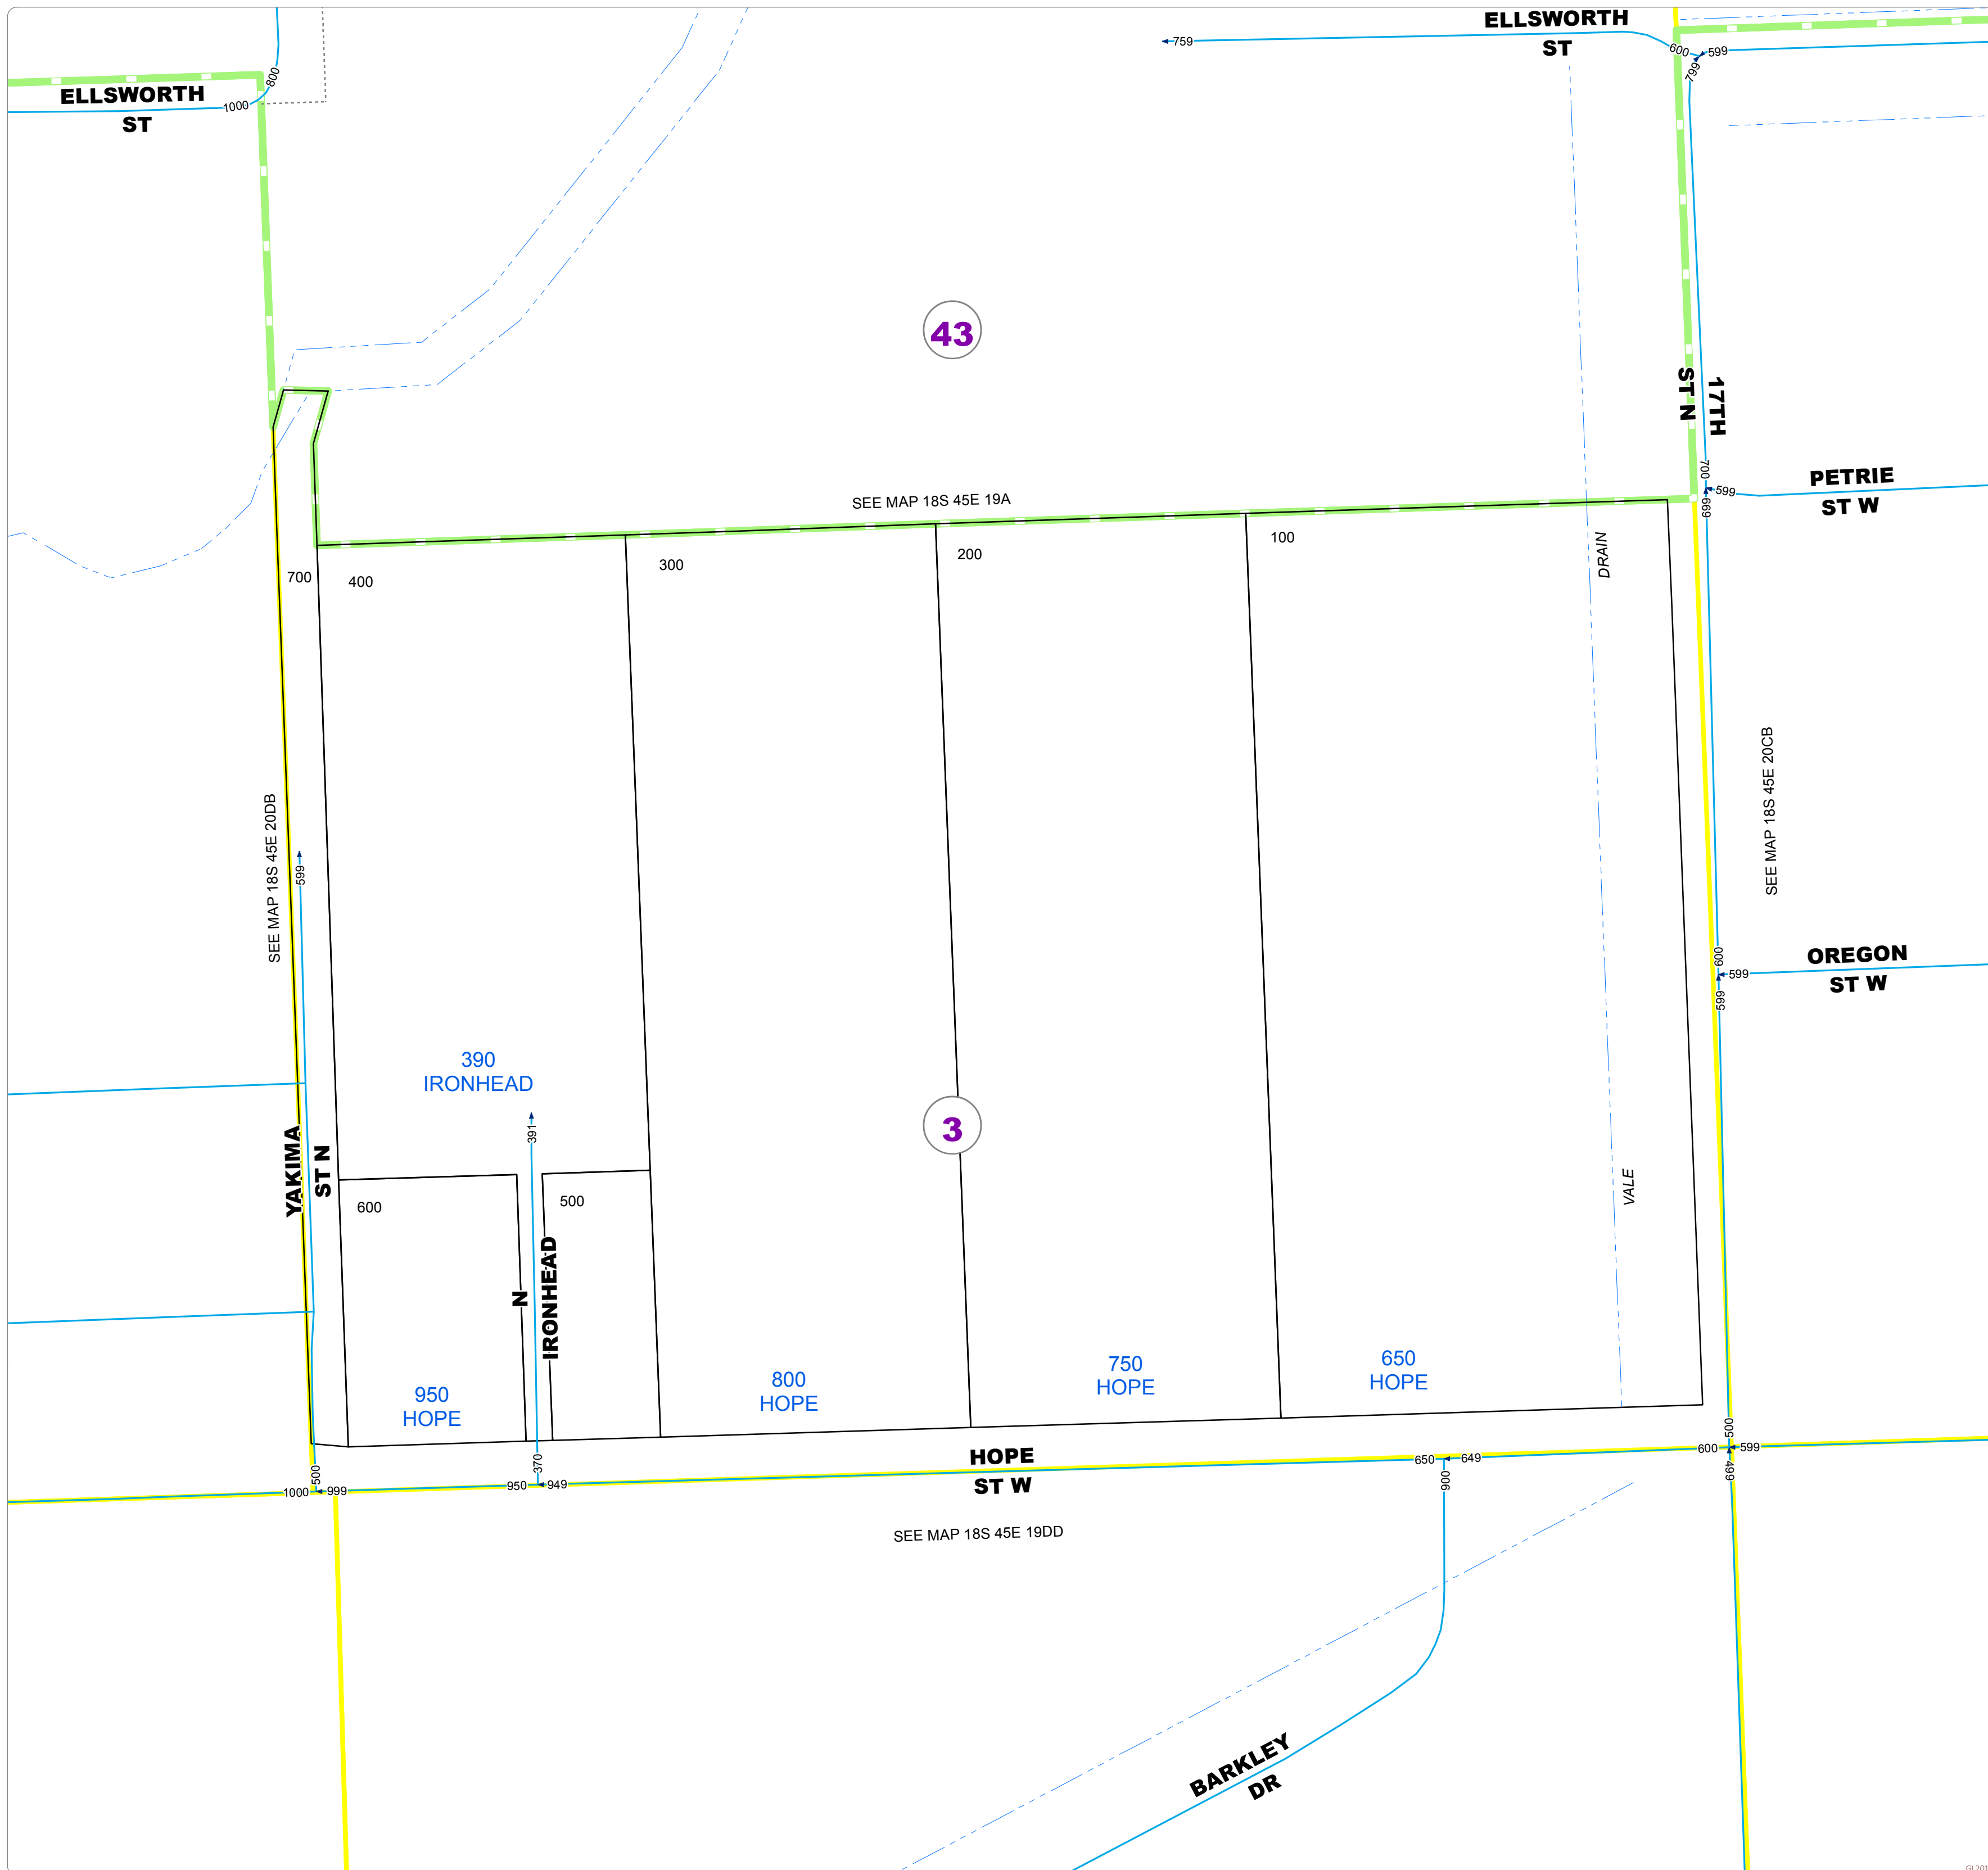 ELLSWORTH
ST
759
600
599
799
800
1000
ELLSWORTH
ST
43
17TH
ST N
700
599
699
PETRIE
ST W
SEE MAP 18S 45E 19A
DRAIN
700
400
300
200
100
SEE MAP 18S 45E 20DB
SEE MAP 18S 45E 20CB
599
600
599
599
OREGON
ST W
390
IRONHEAD
391
3
YAKIMA
ST N
600
500
VALE
N
IRONHEAD
950
HOPE
800
HOPE
750
HOPE
650
HOPE
HOPE
ST W
500
1000
999
370
950
949
650
649
900
600
500
599
499
SEE MAP 18S 45E 19DD
BARKLEY
DR